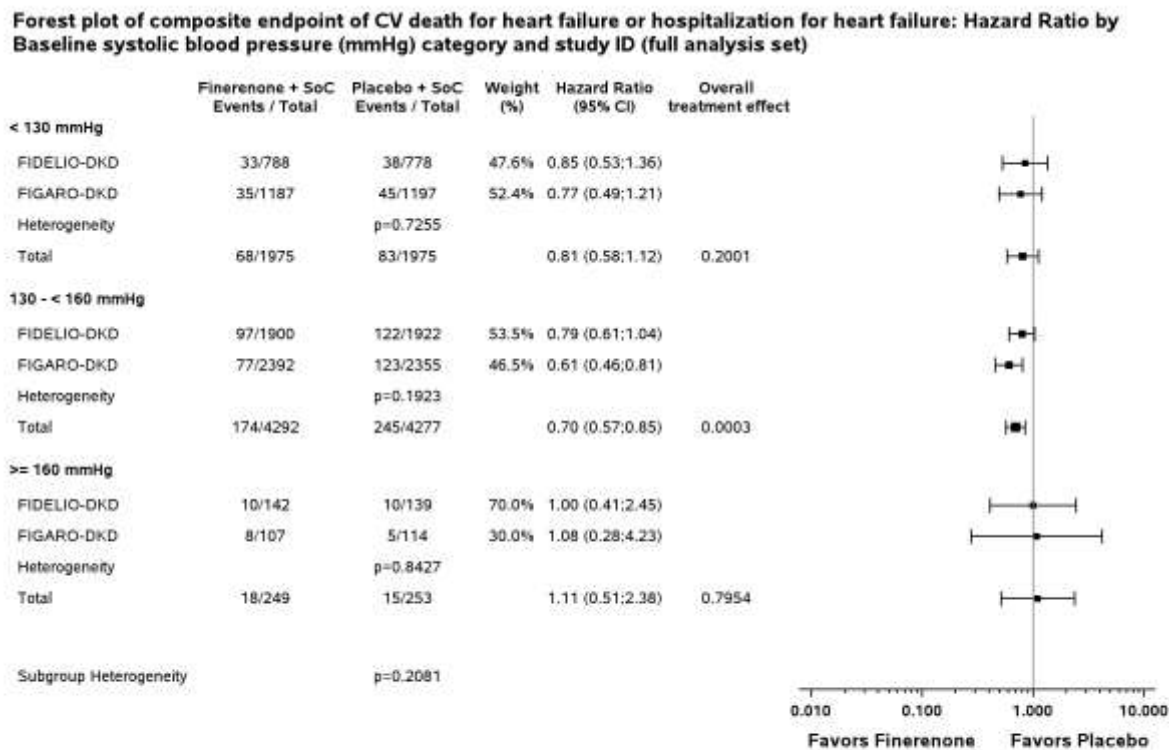 Forest plot of composite endpoint of CV death for heart failure or hospitalization for heart failure: Hazard Ratio by
Baseline systolic blood pressure (mmHg) category and study ID (full analysis set)
Finerenone + SoC Placebo + SoC Weight Hazard Ratio Overall
Events / Total Events / Total (%) (95% CI) treatment effect
< 130 mmHg
FIDELIO-DKD 33/788 38/778 47.6% 0.85 (0.53;1.36)
FIGARO-DKD 35/1187 45/1197 52.4% 0.77 (0.49;1.21)
Heterogeneity p=0.7255
Total 68/1975 83/1975 0.81 (0.58;1.12) 0.2001
130 - < 160 mmHg
FIDELIO-DKD 97/1900 122/1922 53.5% 0.79 (0.61;1.04)
FIGARO-DKD 77/2392 123/2355 46.5% 0.61 (0.46;0.81)
Heterogeneity p=0.1923
Total 174/4292 245/4277 0.70 (0.57;0.85) 0.0003
>= 160 mmHg
FIDELIO-DKD 10/142 10/139 70.0% 1.00 (0.41;2.45)
FIGARO-DKD 8/107 5/114 30.0% 1.08 (0.28;4.23)
Heterogeneity p=0.8427
Total 18/249 15/253 1.11 (0.51;2.38) 0.7954
Subgroup Heterogeneity p=0.2081
0.010 0.100 1.000 10.000
Favors Finerenone Favors Placebo